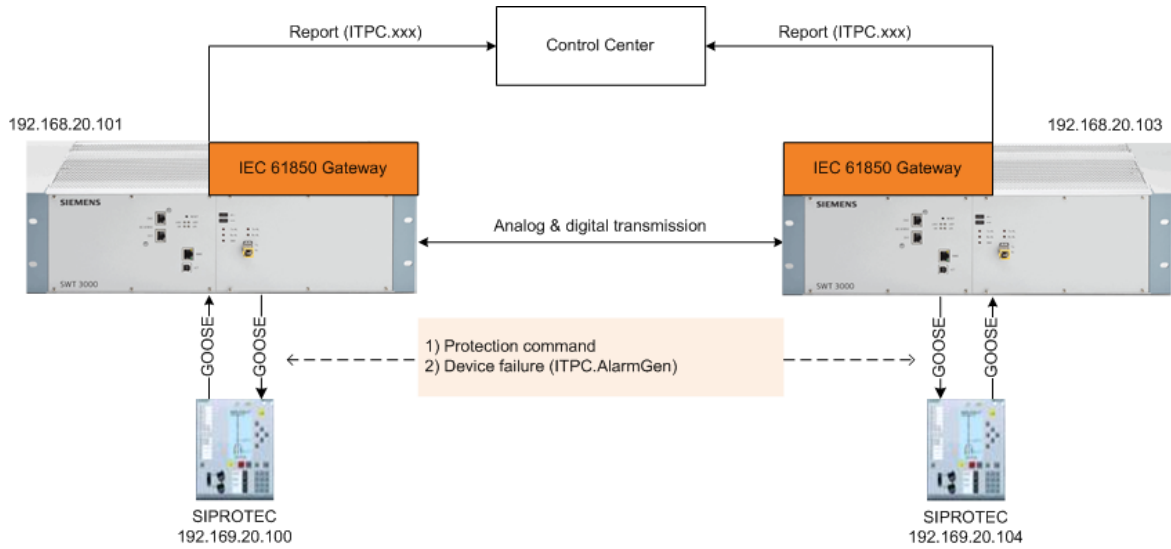 Report (ITPC.xxx)
Control Center
Report (ITPC.xxx)
192.168.20.101
192.168.20.103
IEC 61850 Gateway
IEC 61850 Gateway
SIEMENS
SIEMENS
Analog & digital transmission
SWT 3000
SWT 3000
GOOSE
GOOSE
1) Protection command
2) Device failure (ITPC.AlarmGen)
GOOSE
GOOSE
SIPROTEC
192.169.20.100
SIPROTEC
192.169.20.104